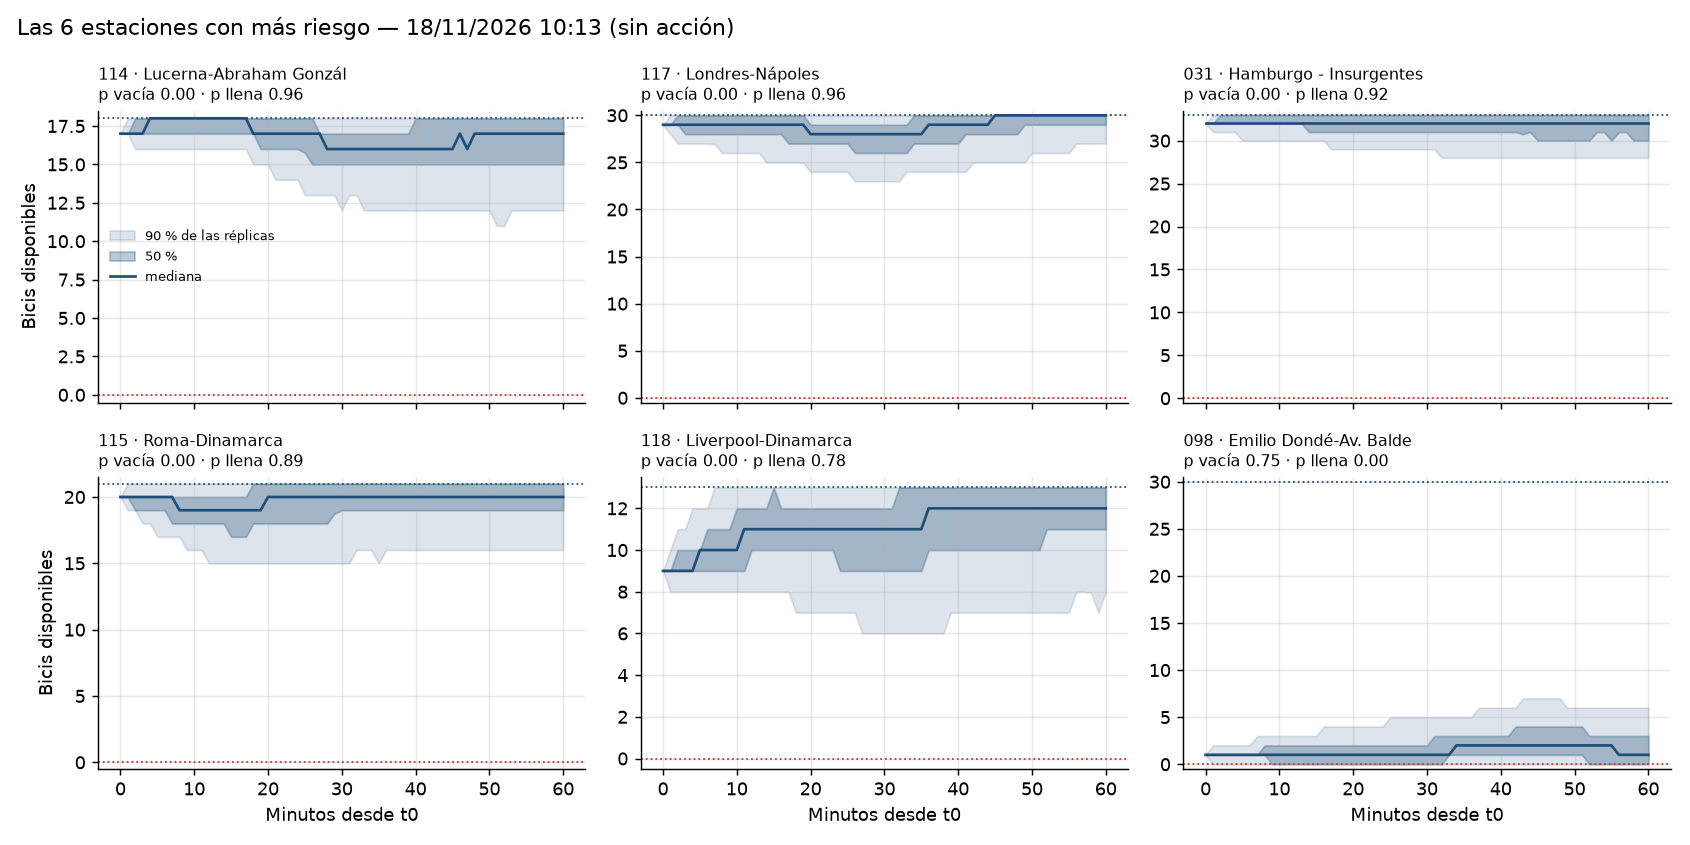 Las 6 estaciones con más riesgo — 18/11/2026 10:13 (sin acción)
114 · Lucerna-Abraham Gonzál
p vacía 0.00 · p llena 0.96
17.5
15.0
12.5
10.0
7.5
5.0
2.5
0.0
Bicis disponibles
90 % de las réplicas
50 %
mediana
117 · Londres-Nápoles
p vacía 0.00 · p llena 0.96
30
25
20
15
10
5
0
031 · Hamburgo - Insurgentes
p vacía 0.00 · p llena 0.92
30
25
20
15
10
5
0
115 · Roma-Dinamarca
p vacía 0.00 · p llena 0.89
20
15
10
5
0
Bicis disponibles
0 10 20 30 40 50 60
Minutos desde t0
118 · Liverpool-Dinamarca
p vacía 0.00 · p llena 0.78
12
10
8
6
4
2
0
0 10 20 30 40 50 60
Minutos desde t0
098 · Emilio Dondé-Av. Balde
p vacía 0.75 · p llena 0.00
30
25
20
15
10
5
0
0 10 20 30 40 50 60
Minutos desde t0